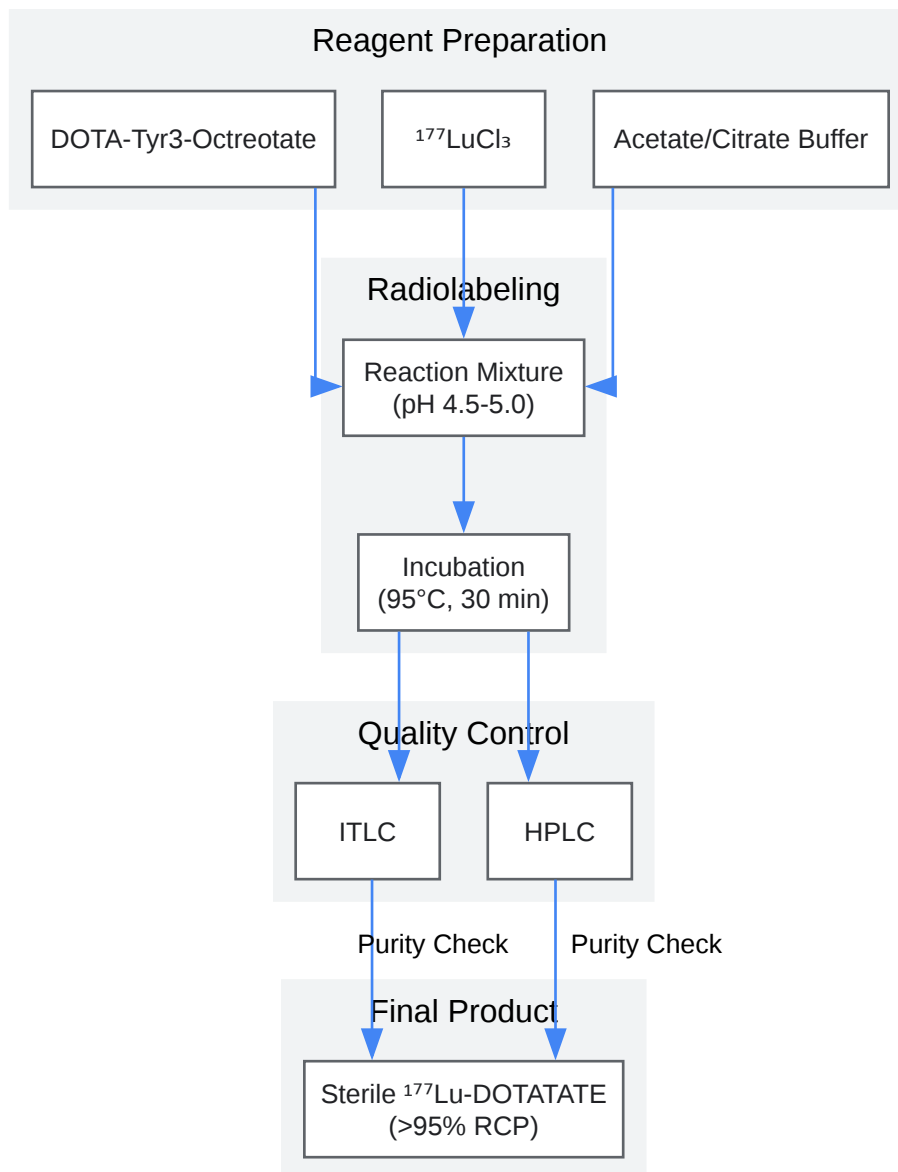 Reagent Preparation
DOTA-Tyr3-Octreotate
¹⁷⁷LuCl₃
Acetate/Citrate Buffer
Radiolabeling
Reaction Mixture
(pH 4.5-5.0)
Incubation
(95°C, 30 min)
Quality Control
ITLC
HPLC
Purity Check
Purity Check
Final Product
Sterile ¹⁷⁷Lu-DOTATATE
(>95% RCP)